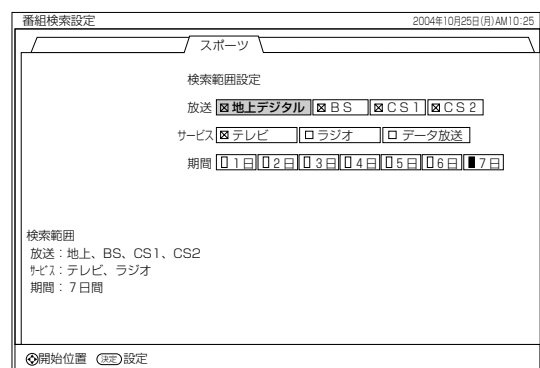 番組検索設定 2004年10月25日(月)AM10:25
スポーツ
検索範囲設定
放送 ☒地上デジタル ☒BS ☒CS1 ☒CS2
サービス ☒テレビ □ラジオ □データ放送
期間 □1日 □2日 □3日 □4日 □5日 □6日 ■7日
検索範囲
放送：地上、BS、CS1、CS2
ｻｰﾋﾞｽ：テレビ、ラジオ
期間：7日間
開始位置 決定 設定